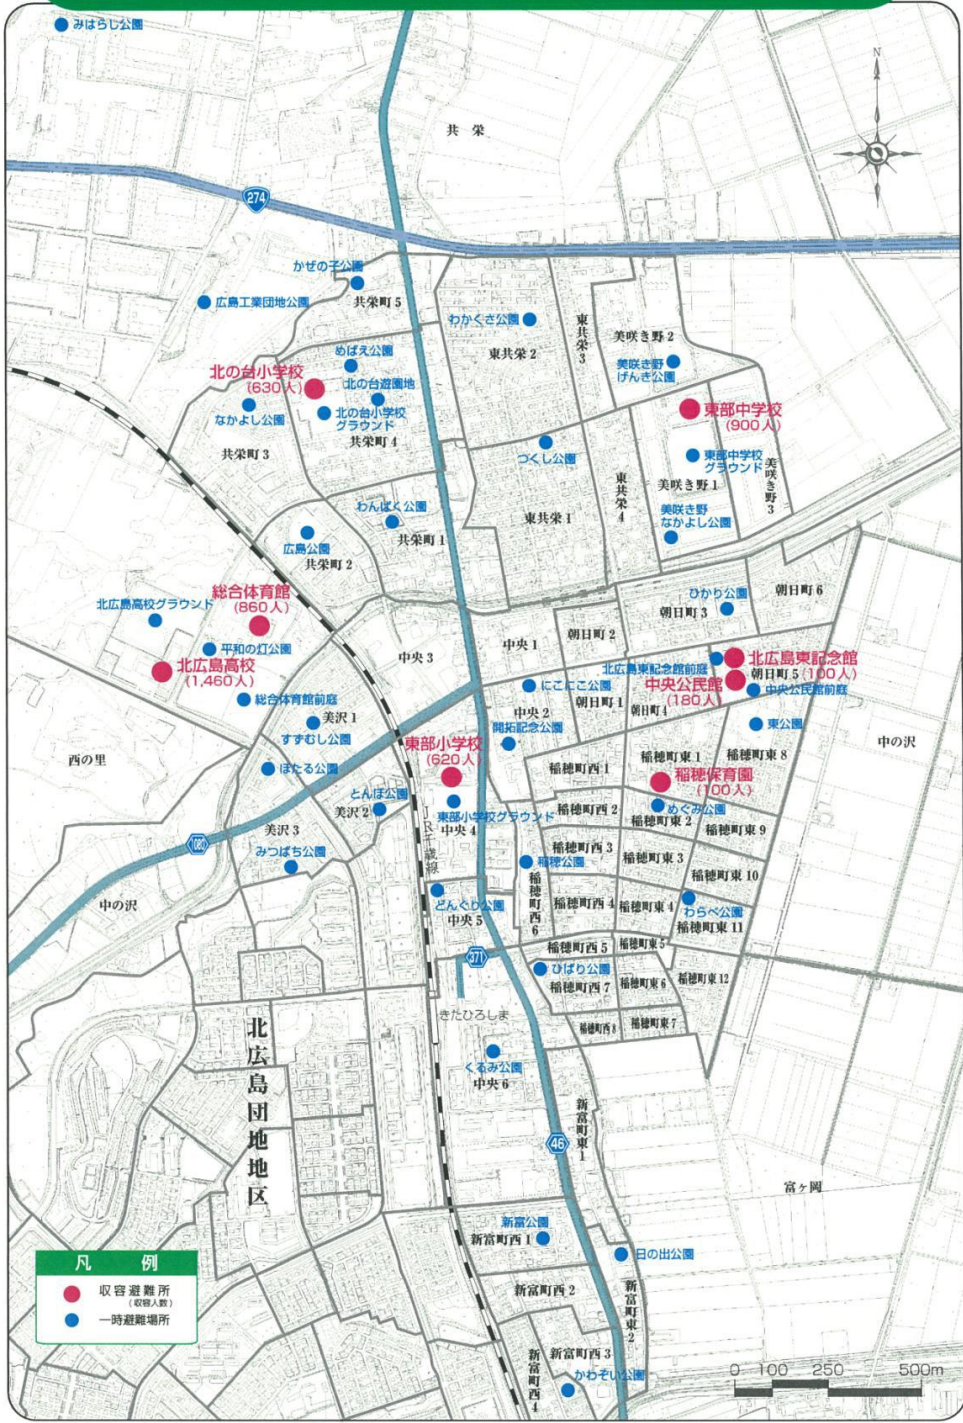 みはらし公園
N
共栄
274
かぜの子公園
共栄町5
広島工業団地公園
わかくさ公園
東共栄2
東共栄3
美咲き野2
美咲き野
げんき公園
めばえ公園
北の台小学校
(630人)
北の台遊園地
北の台小学校
グラウンド
なかよし公園
共栄町4
共栄町3
東部中学校
(900人)
東部中学校
グラウンド
つくし公園
美咲き野1
美咲き野3
東共栄4
東共栄1
美咲き野
なかよし公園
わんぱく公園
共栄町1
広島公園
共栄町2
総合体育館
(860人)
北広島高校グラウンド
平和の灯公園
北広島高校
(1,460人)
総合体育館前庭
ひかり公園
朝日町3
朝日町6
朝日町2
中央1
中央3
北広島東記念館前庭
北広島東記念館
(100人)
朝日町5
中央公民館
(180人)
中央公民館前庭
にこにこ公園
中央2
朝日町1
朝日町4
開拓記念公園
東公園
美沢1
すずむし公園
西の里
ほたる公園
東部小学校
(620人)
東部小学校グラウンド
中央4
稲穂町西1
稲穂町東1
稲穂町東8
中の沢
稲穂保育園
(100人)
めぐみ公園
とんぼ公園
美沢2
JR千歳線
稲穂町西2
稲穂町東2
稲穂町東9
美沢3
1080
みつばち公園
稲穂町西3
稲穂公園
稲穂町東3
稲穂町東10
中の沢
どんぐり公園
中央5
稲穂町西6
稲穂町西4
稲穂町東4
わらべ公園
稲穂町東11
稲穂町西5
稲穂町東5
371
ひばり公園
稲穂町西7
稲穂町東6
稲穂町東12
きたひろしま
稲穂町西8
稲穂町東7
北広島団地地区
くるみ公園
中央6
新富町東1
46
富ヶ岡
新富公園
新富町西1
日の出公園
新富町西2
新富町東2
新富町西3
新富町西4
かわぞい公園
凡例
収容避難所
(収容人数)
一時避難場所
0 100 250 500m